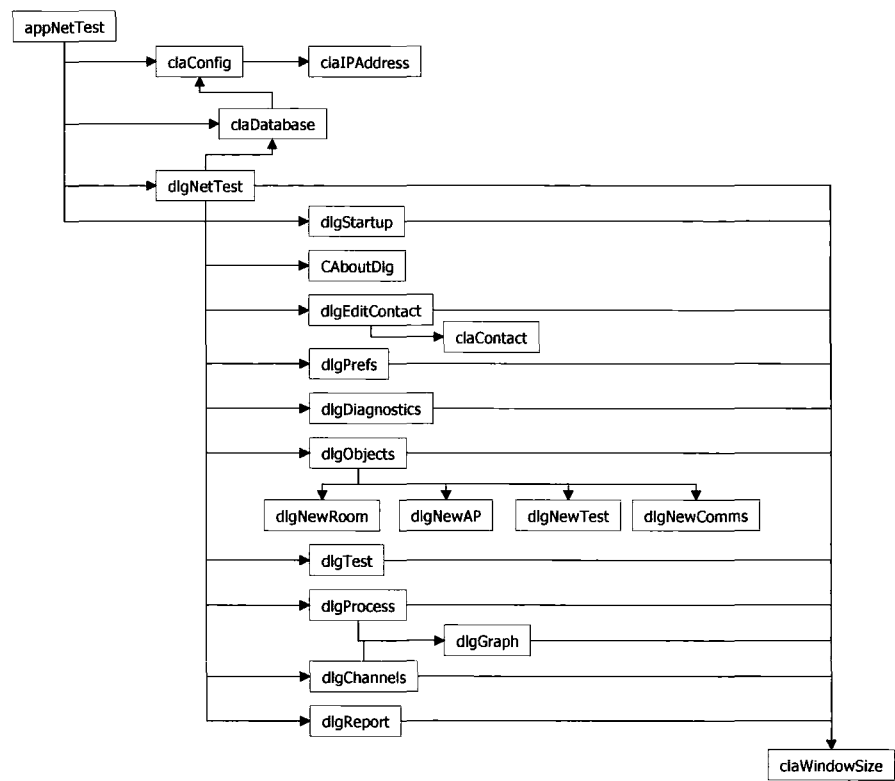 appNetTest
claConfig
claIPAddress
claDatabase
dlgNetTest
dlgStartup
CAboutDlg
dlgEditContact
claContact
dlgPrefs
dlgDiagnostics
dlgObjects
dlgNewRoom
dlgNewAP
dlgNewTest
dlgNewComms
dlgTest
dlgProcess
dlgGraph
dlgChannels
dlgReport
claWindowSize